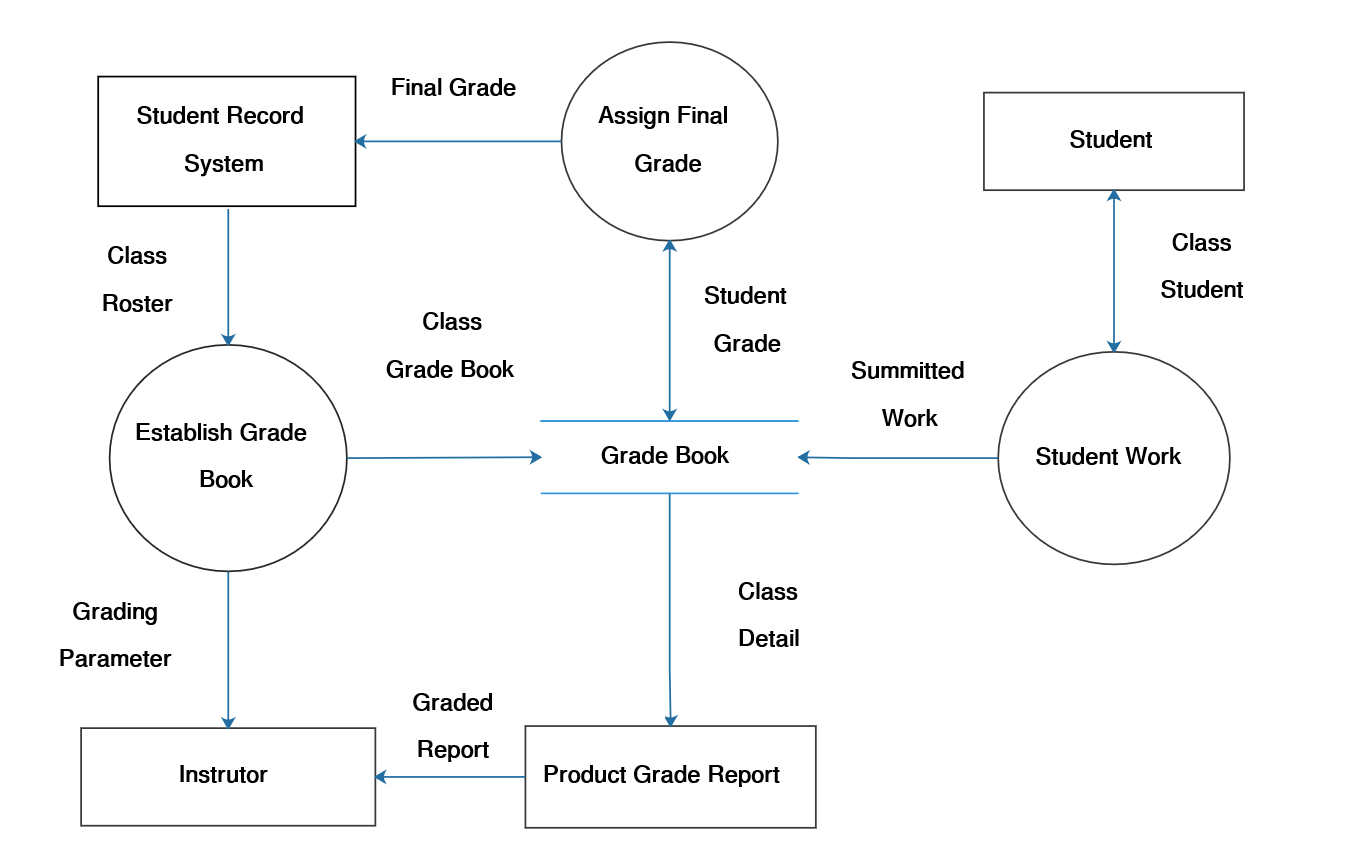 Final Grade
Student Record
System
Assign Final
Grade
Student
Class
Roster
Class
Student
Student
Grade
Class
Grade Book
Summitted
Work
Establish Grade
Book
Grade Book
Student Work
Grading
Parameter
Class
Detail
Graded
Report
Instrutor
Product Grade Report